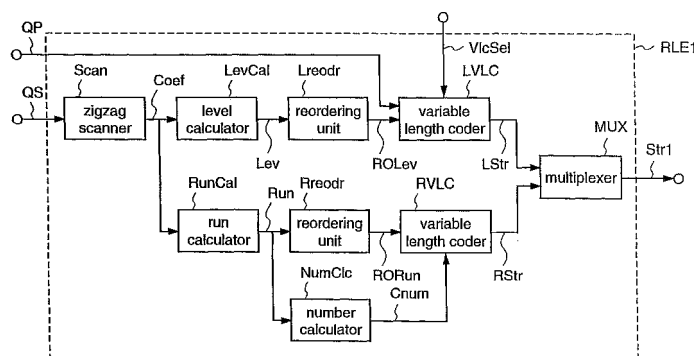 QP
VlcSel
RLE1
Scan
Coef
LevCal
Lreodr
LVLC
QS
zigzag
scanner
level
calculator
reordering
unit
variable
length coder
MUX
Str1
Lev
ROLev
LStr
multiplexer
RunCal
Run
Rreodr
RVLC
run
calculator
reordering
unit
variable
length coder
RORun
RStr
NumClc
Cnum
number
calculator